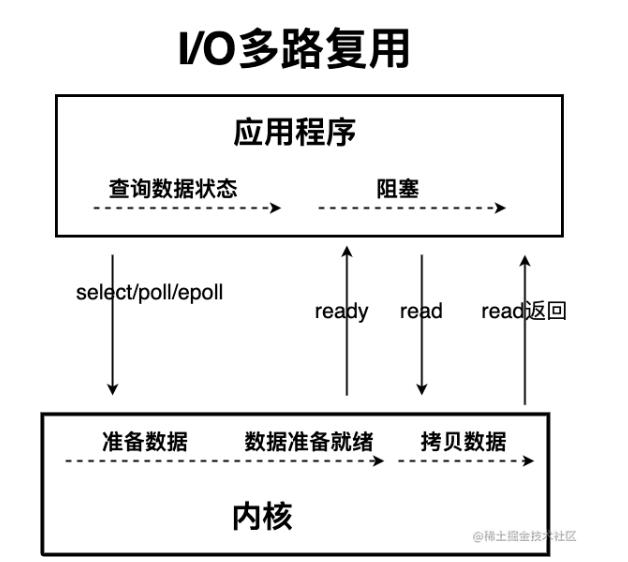 I/O多路复用
应用程序
查询数据状态 阻塞
select/poll/epoll
ready read read返回
准备数据 数据准备就绪 拷贝数据
内核
@稀土掘金技术社区